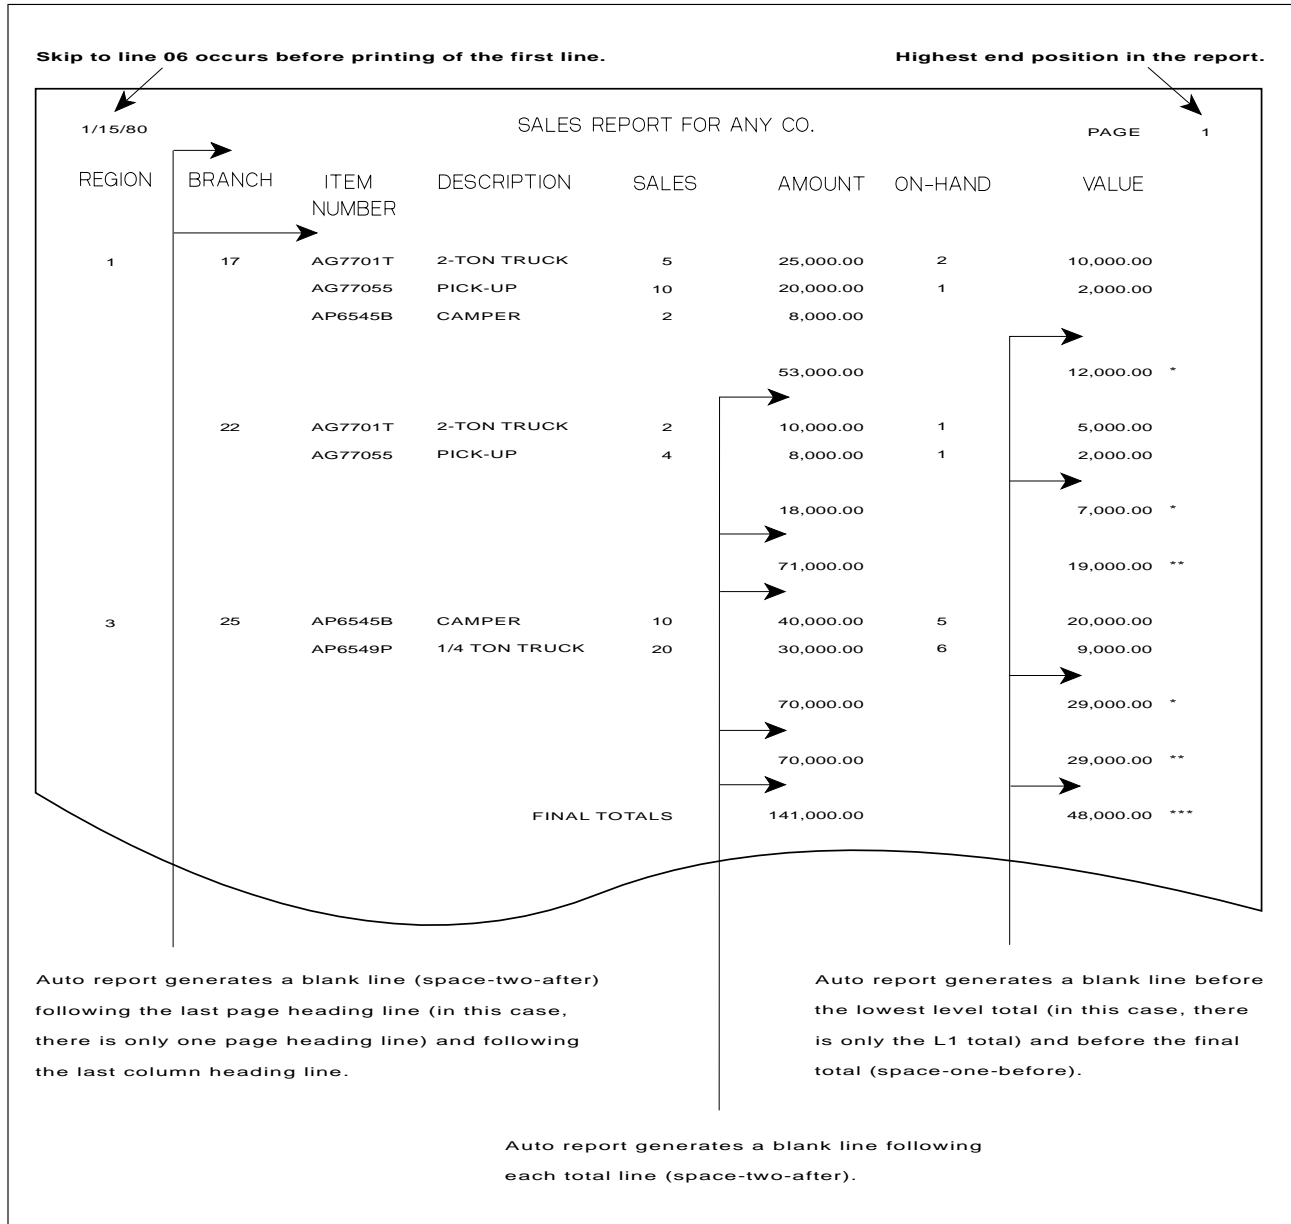 Skip to line 06 occurs before printing of the first line. Highest end position in the report.
1/15/80 SALES REPORT FOR ANY CO. PAGE 1
REGION BRANCH ITEM DESCRIPTION SALES AMOUNT ON-HAND VALUE
NUMBER
1 17 AG7701T 2-TON TRUCK 5 25,000.00 2 10,000.00
AG77055 PICK-UP 10 20,000.00 1 2,000.00
AP6545B CAMPER 2 8,000.00
53,000.00 12,000.00 *
22 AG7701T 2-TON TRUCK 2 10,000.00 1 5,000.00
AG77055 PICK-UP 4 8,000.00 1 2,000.00
18,000.00 7,000.00 *
71,000.00 19,000.00 **
3 25 AP6545B CAMPER 10 40,000.00 5 20,000.00
AP6549P 1/4 TON TRUCK 20 30,000.00 6 9,000.00
70,000.00 29,000.00 *
70,000.00 29,000.00 **
FINAL TOTALS 141,000.00 48,000.00 ***
Auto report generates a blank line (space-two-after)
following the last page heading line (in this case,
there is only one page heading line) and following
the last column heading line.
Auto report generates a blank line before
the lowest level total (in this case, there
is only the L1 total) and before the final
total (space-one-before).
Auto report generates a blank line following
each total line (space-two-after).